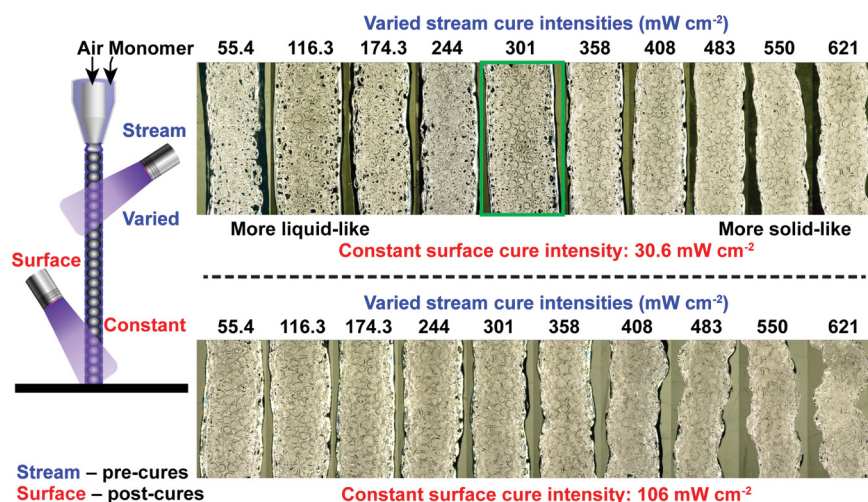 Air Monomer
Stream
Varied
Surface
Constant
Stream – pre-cures
Surface – post-cures
Varied stream cure intensities (mW cm⁻²)
55.4 116.3 174.3 244 301 358 408 483 550 621
More liquid-like More solid-like
Constant surface cure intensity: 30.6 mW cm⁻²
Varied stream cure intensities (mW cm⁻²)
55.4 116.3 174.3 244 301 358 408 483 550 621
Constant surface cure intensity: 106 mW cm⁻²